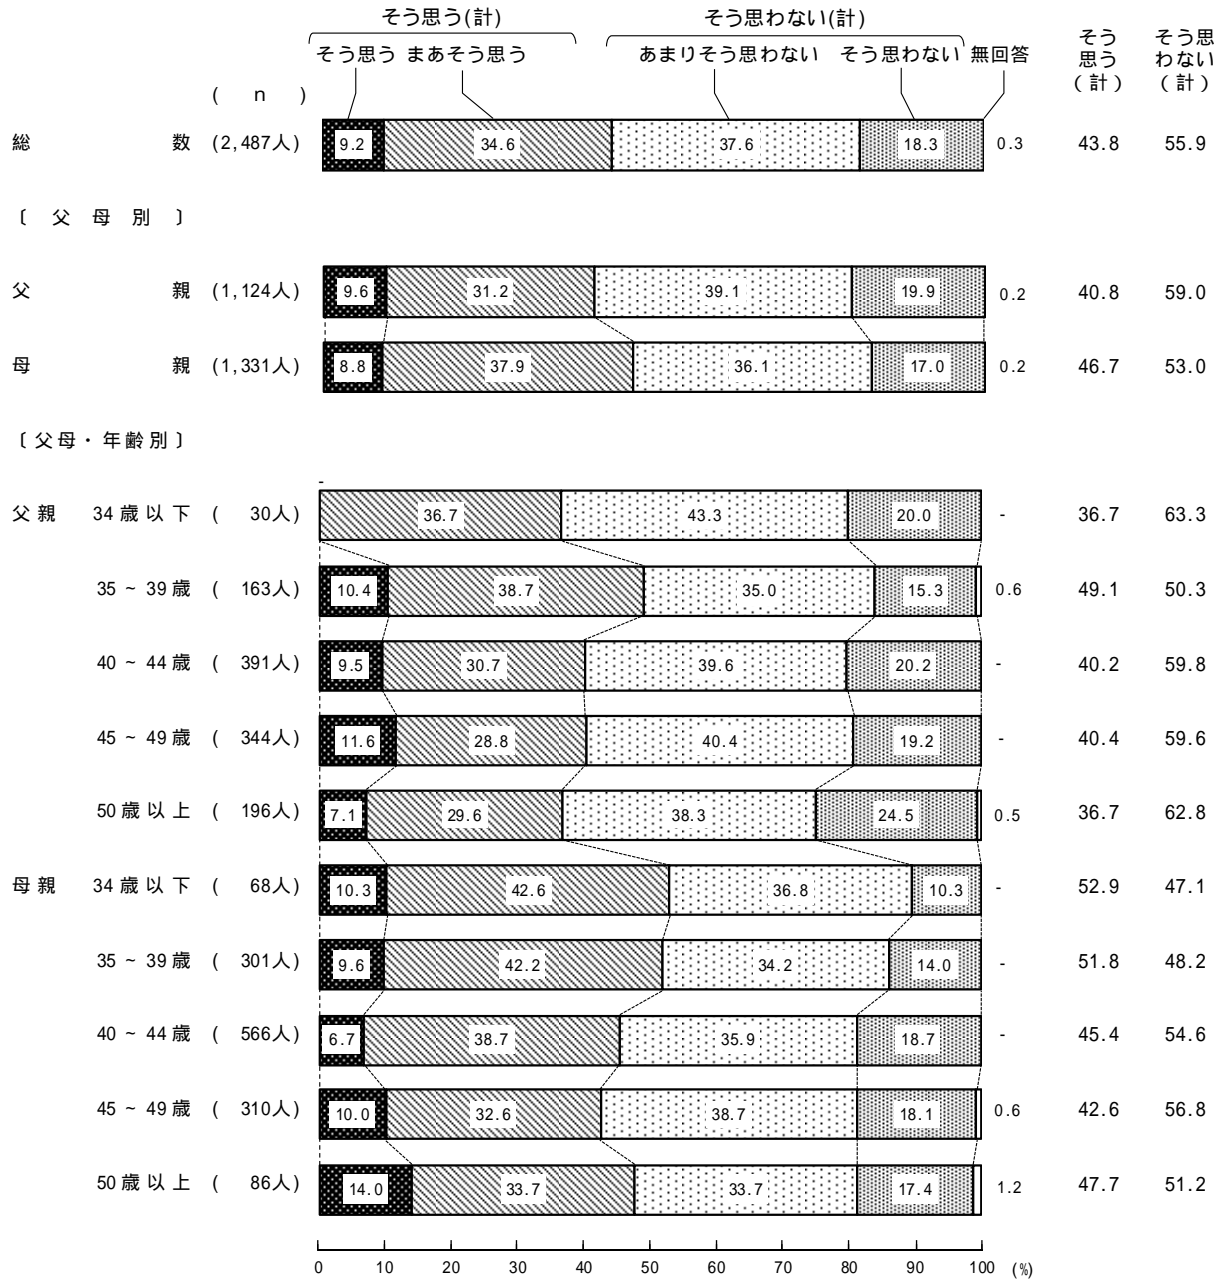 そう思う(計) そう思わない(計)
そう思う まあそう思う あまりそう思わない そう思わない 無回答
そう思う(計)
そう思わない(計)
( n )
総 数 (2,487人) 9.2 34.6 37.6 18.3 0.3 43.8 55.9
〔 父 母 別 〕
父 親 (1,124人) 9.6 31.2 39.1 19.9 0.2 40.8 59.0
母 親 (1,331人) 8.8 37.9 36.1 17.0 0.2 46.7 53.0
〔父母・年齢別〕
父親 34歳以下 ( 30人) - 36.7 43.3 20.0 - 36.7 63.3
35~39歳 ( 163人) 10.4 38.7 35.0 15.3 0.6 49.1 50.3
40~44歳 ( 391人) 9.5 30.7 39.6 20.2 - 40.2 59.8
45~49歳 ( 344人) 11.6 28.8 40.4 19.2 - 40.4 59.6
50歳以上 ( 196人) 7.1 29.6 38.3 24.5 0.5 36.7 62.8
母親 34歳以下 ( 68人) 10.3 42.6 36.8 10.3 - 52.9 47.1
35~39歳 ( 301人) 9.6 42.2 34.2 14.0 - 51.8 48.2
40~44歳 ( 566人) 6.7 38.7 35.9 18.7 - 45.4 54.6
45~49歳 ( 310人) 10.0 32.6 38.7 18.1 0.6 42.6 56.8
50歳以上 ( 86人) 14.0 33.7 33.7 17.4 1.2 47.7 51.2
0 10 20 30 40 50 60 70 80 90 100 (%)